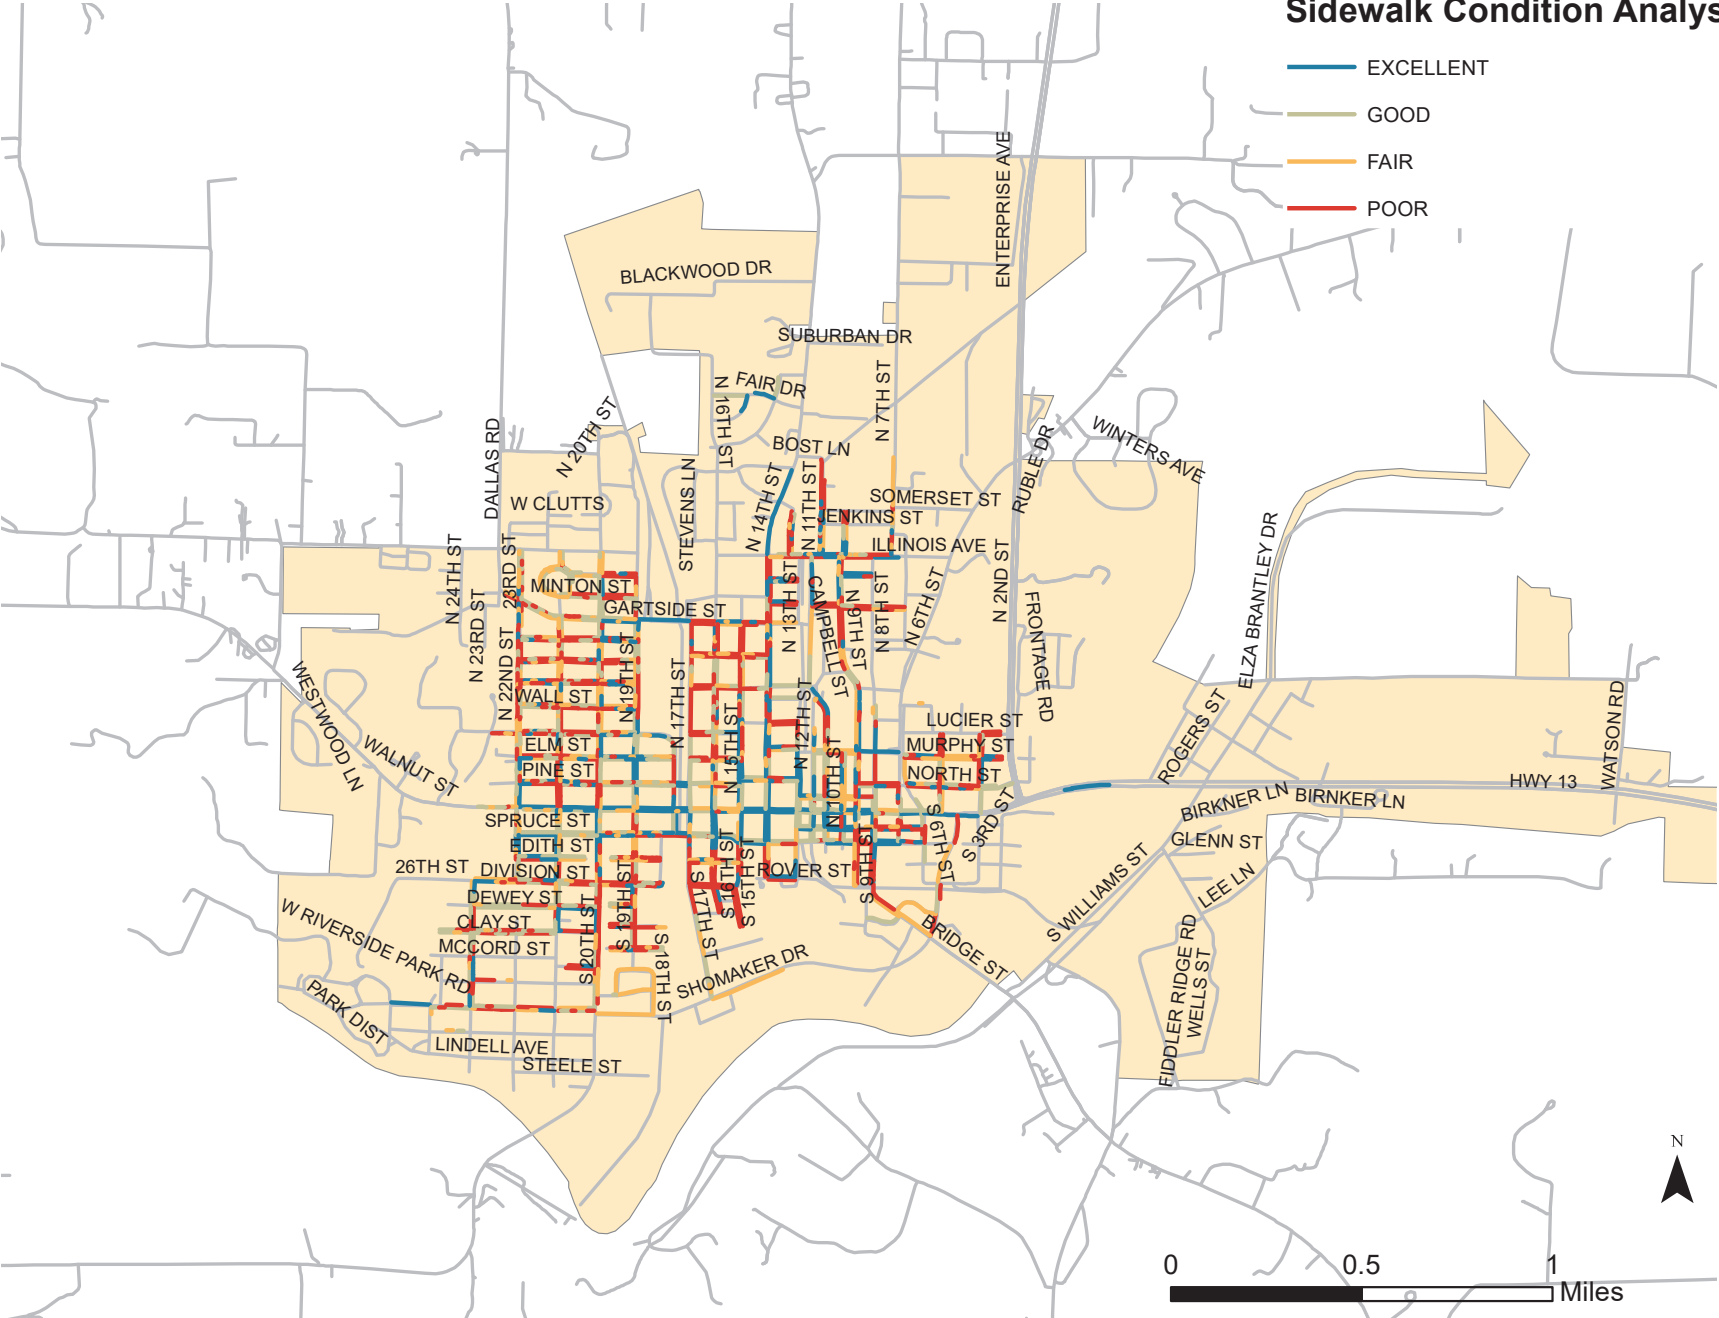 Sidewalk Condition Analys
EXCELLENT
GOOD
FAIR
POOR
ENTERPRISE AVE
BLACKWOOD DR
SUBURBAN DR
FAIR DR
N 16TH ST
N 7TH ST
N 20TH ST
DALLAS RD
BOST LN
WINTERS AVE
RUBLE DR
STEVENS LN
N 14TH ST
N 11TH ST
W CLUTTS
SOMERSET ST
JENKINS ST
ILLINOIS AVE
N 24TH ST
23RD ST
N 23RD ST
N 22ND ST
MINTON ST
GARTSIDE ST
N 13TH ST
CAMPBELL ST
N 9TH ST
N 8TH ST
N 6TH ST
N 2ND ST
FRONTAGE RD
ELZA BRANTLEY DR
WESTWOOD LN
WALL ST
N 19TH ST
N 17TH ST
N 15TH ST
N 12TH ST
N 10TH ST
LUCIER ST
MURPHY ST
NORTH ST
ROGERS ST
WATSON RD
WALNUT ST
ELM ST
PINE ST
HWY 13
BIRKNER LN
BIRNKER LN
SPRUCE ST
EDITH ST
S 6TH ST
S 3RD ST
GLENN ST
26TH ST
DIVISION ST
ROVER ST
S 9TH ST
S 16TH ST
S 15TH ST
S 17TH ST
S WILLIAMS ST
LEE LN
DEWEY ST
CLAY ST
MCCORD ST
S 20TH ST
S 19TH ST
S 18TH ST
W RIVERSIDE PARK RD
PARK DIST
SHOMAKER DR
BRIDGE ST
FIDDLER RIDGE RD
WELLS ST
LINDELL AVE
STEELE ST
N
0 0.5 1
Miles